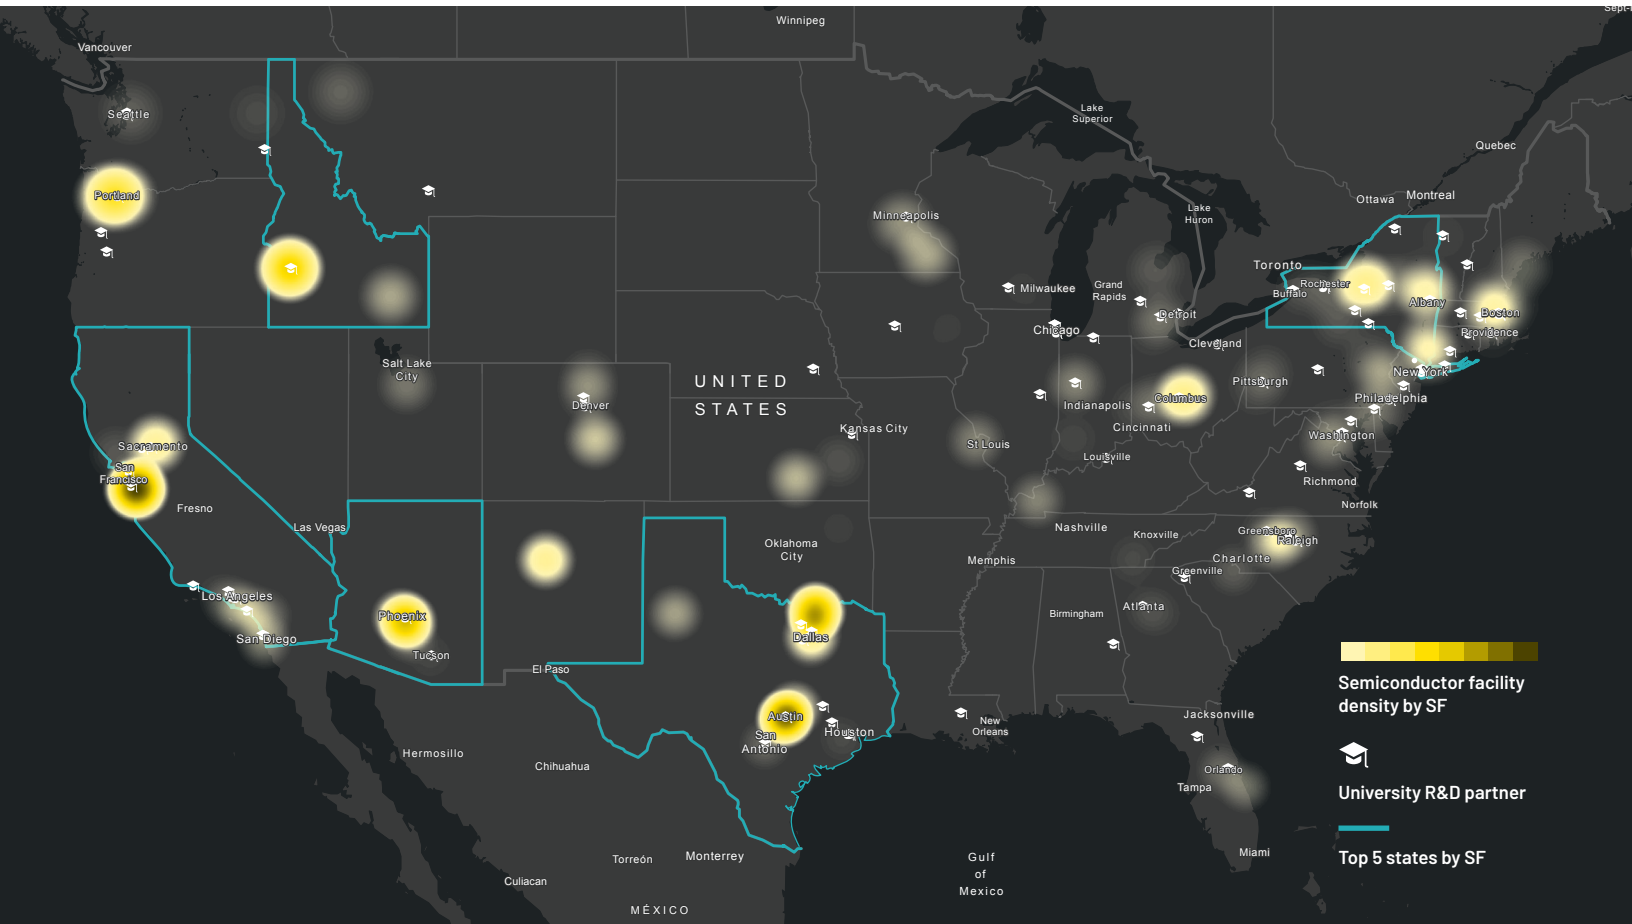 Sept-
Winnipeg
Vancouver
Lake
Superior
Seattle
Quebec
Portland
Ottawa
Montreal
Minneapolis
Lake
Huron
Toronto
Rochester
Buffalo
Albany
Boston
Providence
Milwaukee
Grand
Rapids
Detroit
Chicago
Cleveland
Salt Lake
City
UNITED
STATES
Denver
Pittsburgh
New York
Philadelphia
Indianapolis
Columbus
Cincinnati
Kansas City
Washington
St Louis
Louisville
Sacramento
San
Francisco
Fresno
Richmond
Norfolk
Las Vegas
Nashville
Knoxville
Greensboro
Raleigh
Oklahoma
City
Memphis
Charlotte
Greenville
Los Angeles
Phoenix
Birmingham
Atlanta
San Diego
Tucson
Dallas
El Paso
Austin
San
Antonio
Houston
New
Orleans
Jacksonville
Hermosillo
Chihuahua
Orlando
Tampa
Torreón
Monterrey
Miami
Culiacan
Gulf
of
Mexico
MÉXICO
Semiconductor facility
density by SF
University R&D partner
Top 5 states by SF